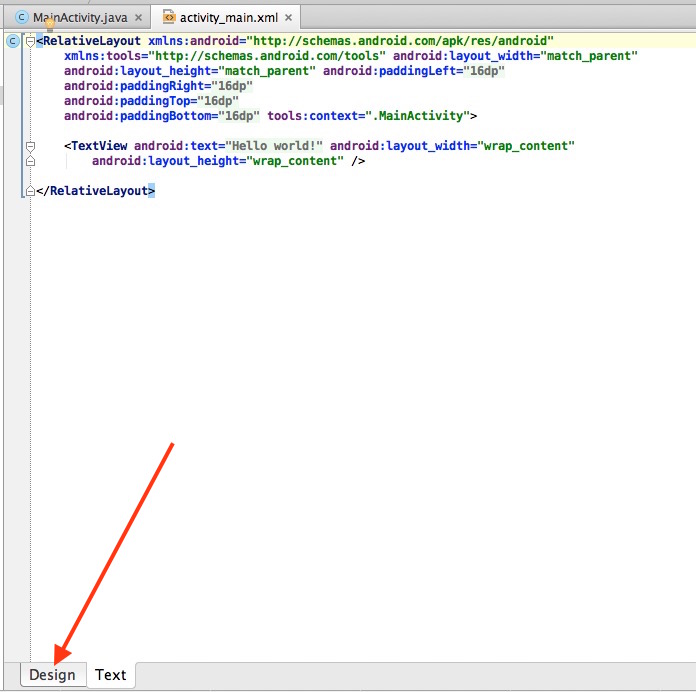 C MainActivity.java × activity_main.xml ×
C <RelativeLayout xmlns:android="http://schemas.android.com/apk/res/android"
xmlns:tools="http://schemas.android.com/tools" android:layout_width="match_parent"
android:layout_height="match_parent" android:paddingLeft="16dp"
android:paddingRight="16dp"
android:paddingTop="16dp"
android:paddingBottom="16dp" tools:context=".MainActivity">
<TextView android:text="Hello world!" android:layout_width="wrap_content"
android:layout_height="wrap_content" />
</RelativeLayout>
Design Text